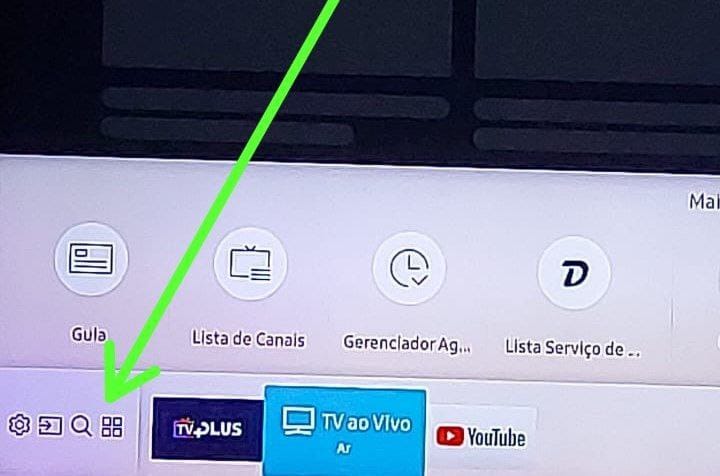 Mai
Guia
Lista de Canais
Gerenciador Ag...
Lista Serviço de ...
TV PLUS
TV ao Vivo
Ar
YouTube